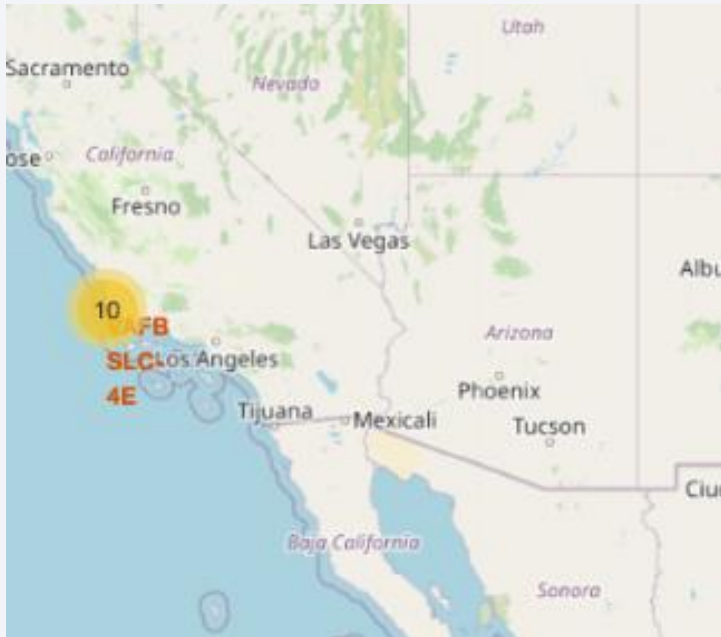 Utah
Sacramento
Nevada
ose
California
Fresno
Las Vegas
Albu
10
VAFB
Arizona
SLC-
Los Angeles
4E
Phoenix
Tijuana
Mexicali
Tucson
Ciu
Baja California
Sonora